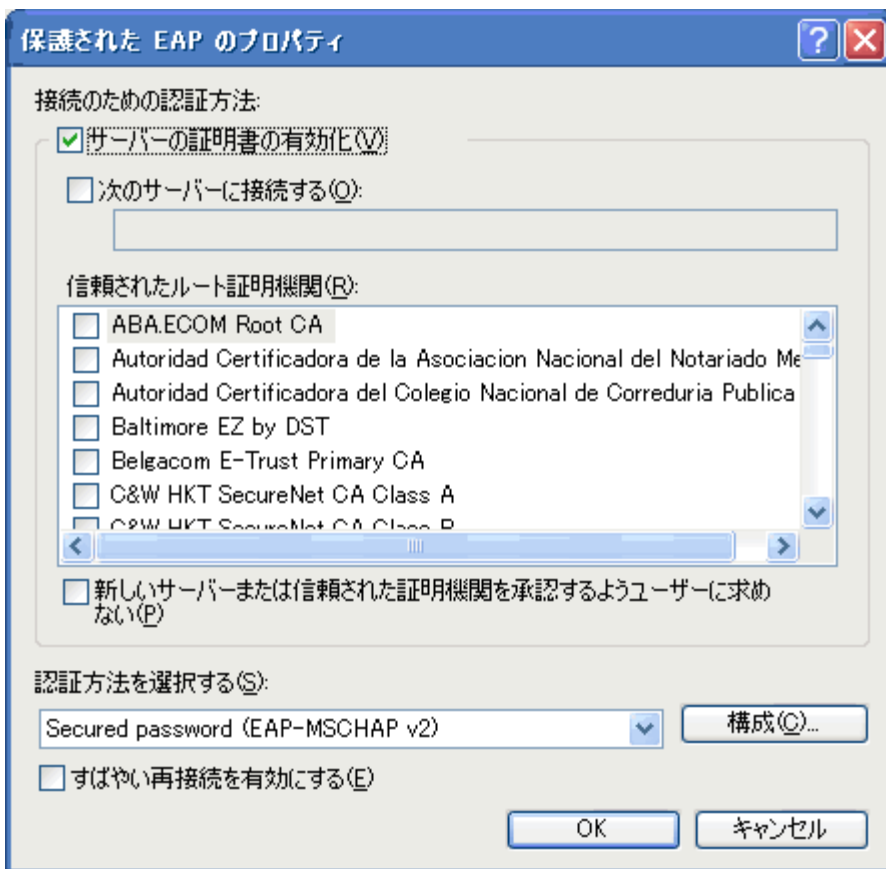 保護された EAP のプロパティ
接続のための認証方法:
サーバーの証明書の有効化(V)
次のサーバーに接続する(O):
信頼されたルート証明機関(R):
ABA.ECOM Root CA
Autoridad Certificadora de la Asociacion Nacional del Notariado Me
Autoridad Certificadora del Colegio Nacional de Correduria Publica
Baltimore EZ by DST
Belgacom E-Trust Primary CA
C&W HKT SecureNet CA Class A
C&W HKT SecureNet CA Class B
新しいサーバーまたは信頼された証明機関を承認するようユーザーに求め
ない(P)
認証方法を選択する(S):
Secured password (EAP-MSCHAP v2)
構成(C)...
すばやい再接続を有効にする(E)
OK
キャンセル